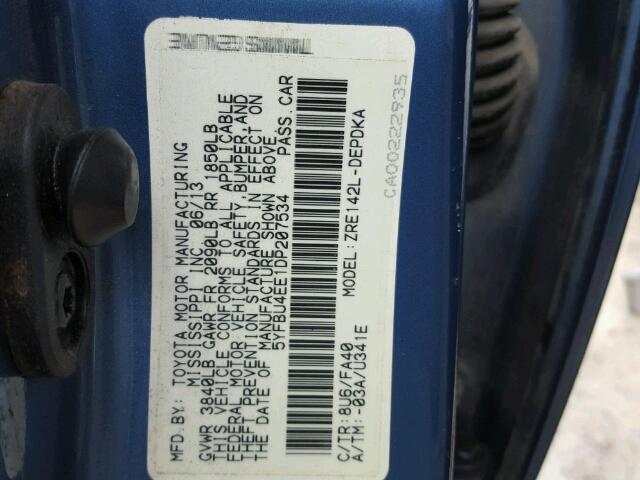 MFD. BY: TOYOTA MOTOR MANUFACTURING
MISSISSIPPI INC. 06/13
GVWR 3840LB GAWR FR 2090LB RR 1850LB
THIS VEHICLE CONFORMS TO ALL APPLICABLE
FEDERAL MOTOR VEHICLE SAFETY, BUMPER, AND
THEFT PREVENTION STANDARDS IN EFFECT ON
THE DATE OF MANUFACTURE SHOWN ABOVE
5YFBU4EE1DP207534 PASS. CAR
C/TR: 8U6/FA40 MODEL: ZRE142L-DEPDKA
A/TM: -03A/U341E
CA00222935